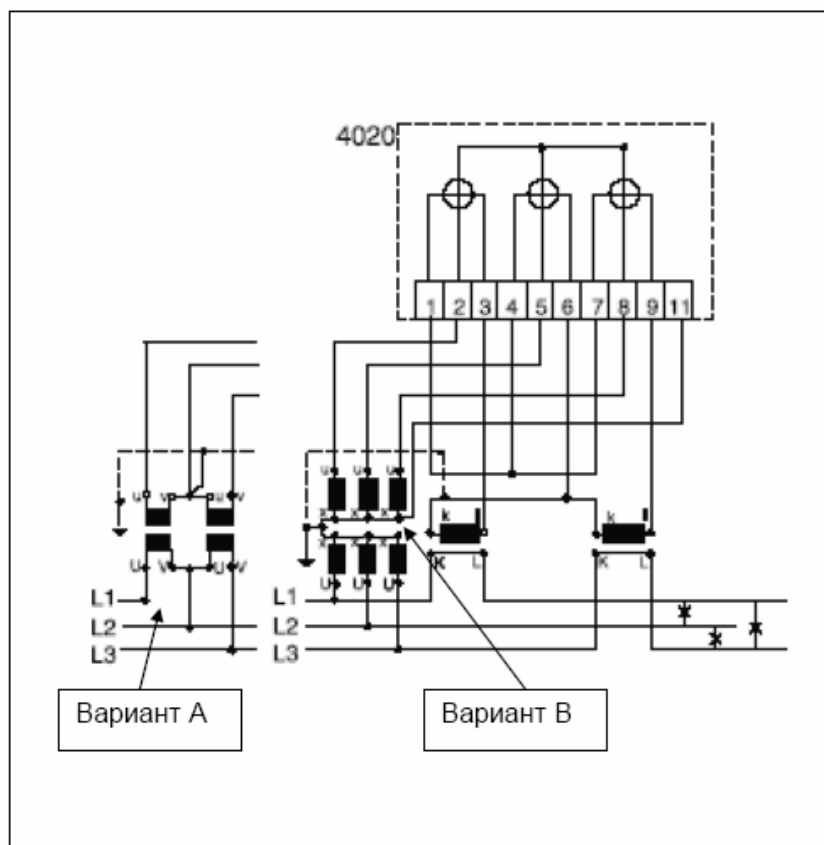 4020
1 2 3 4 5 6 7 8 9 11
u v u v
U V U V
u u u
x x x
x x x
U U U
k l
K L
k l
K L
L1
L2
L3
L1
L2
L3
Вариант А
Вариант В